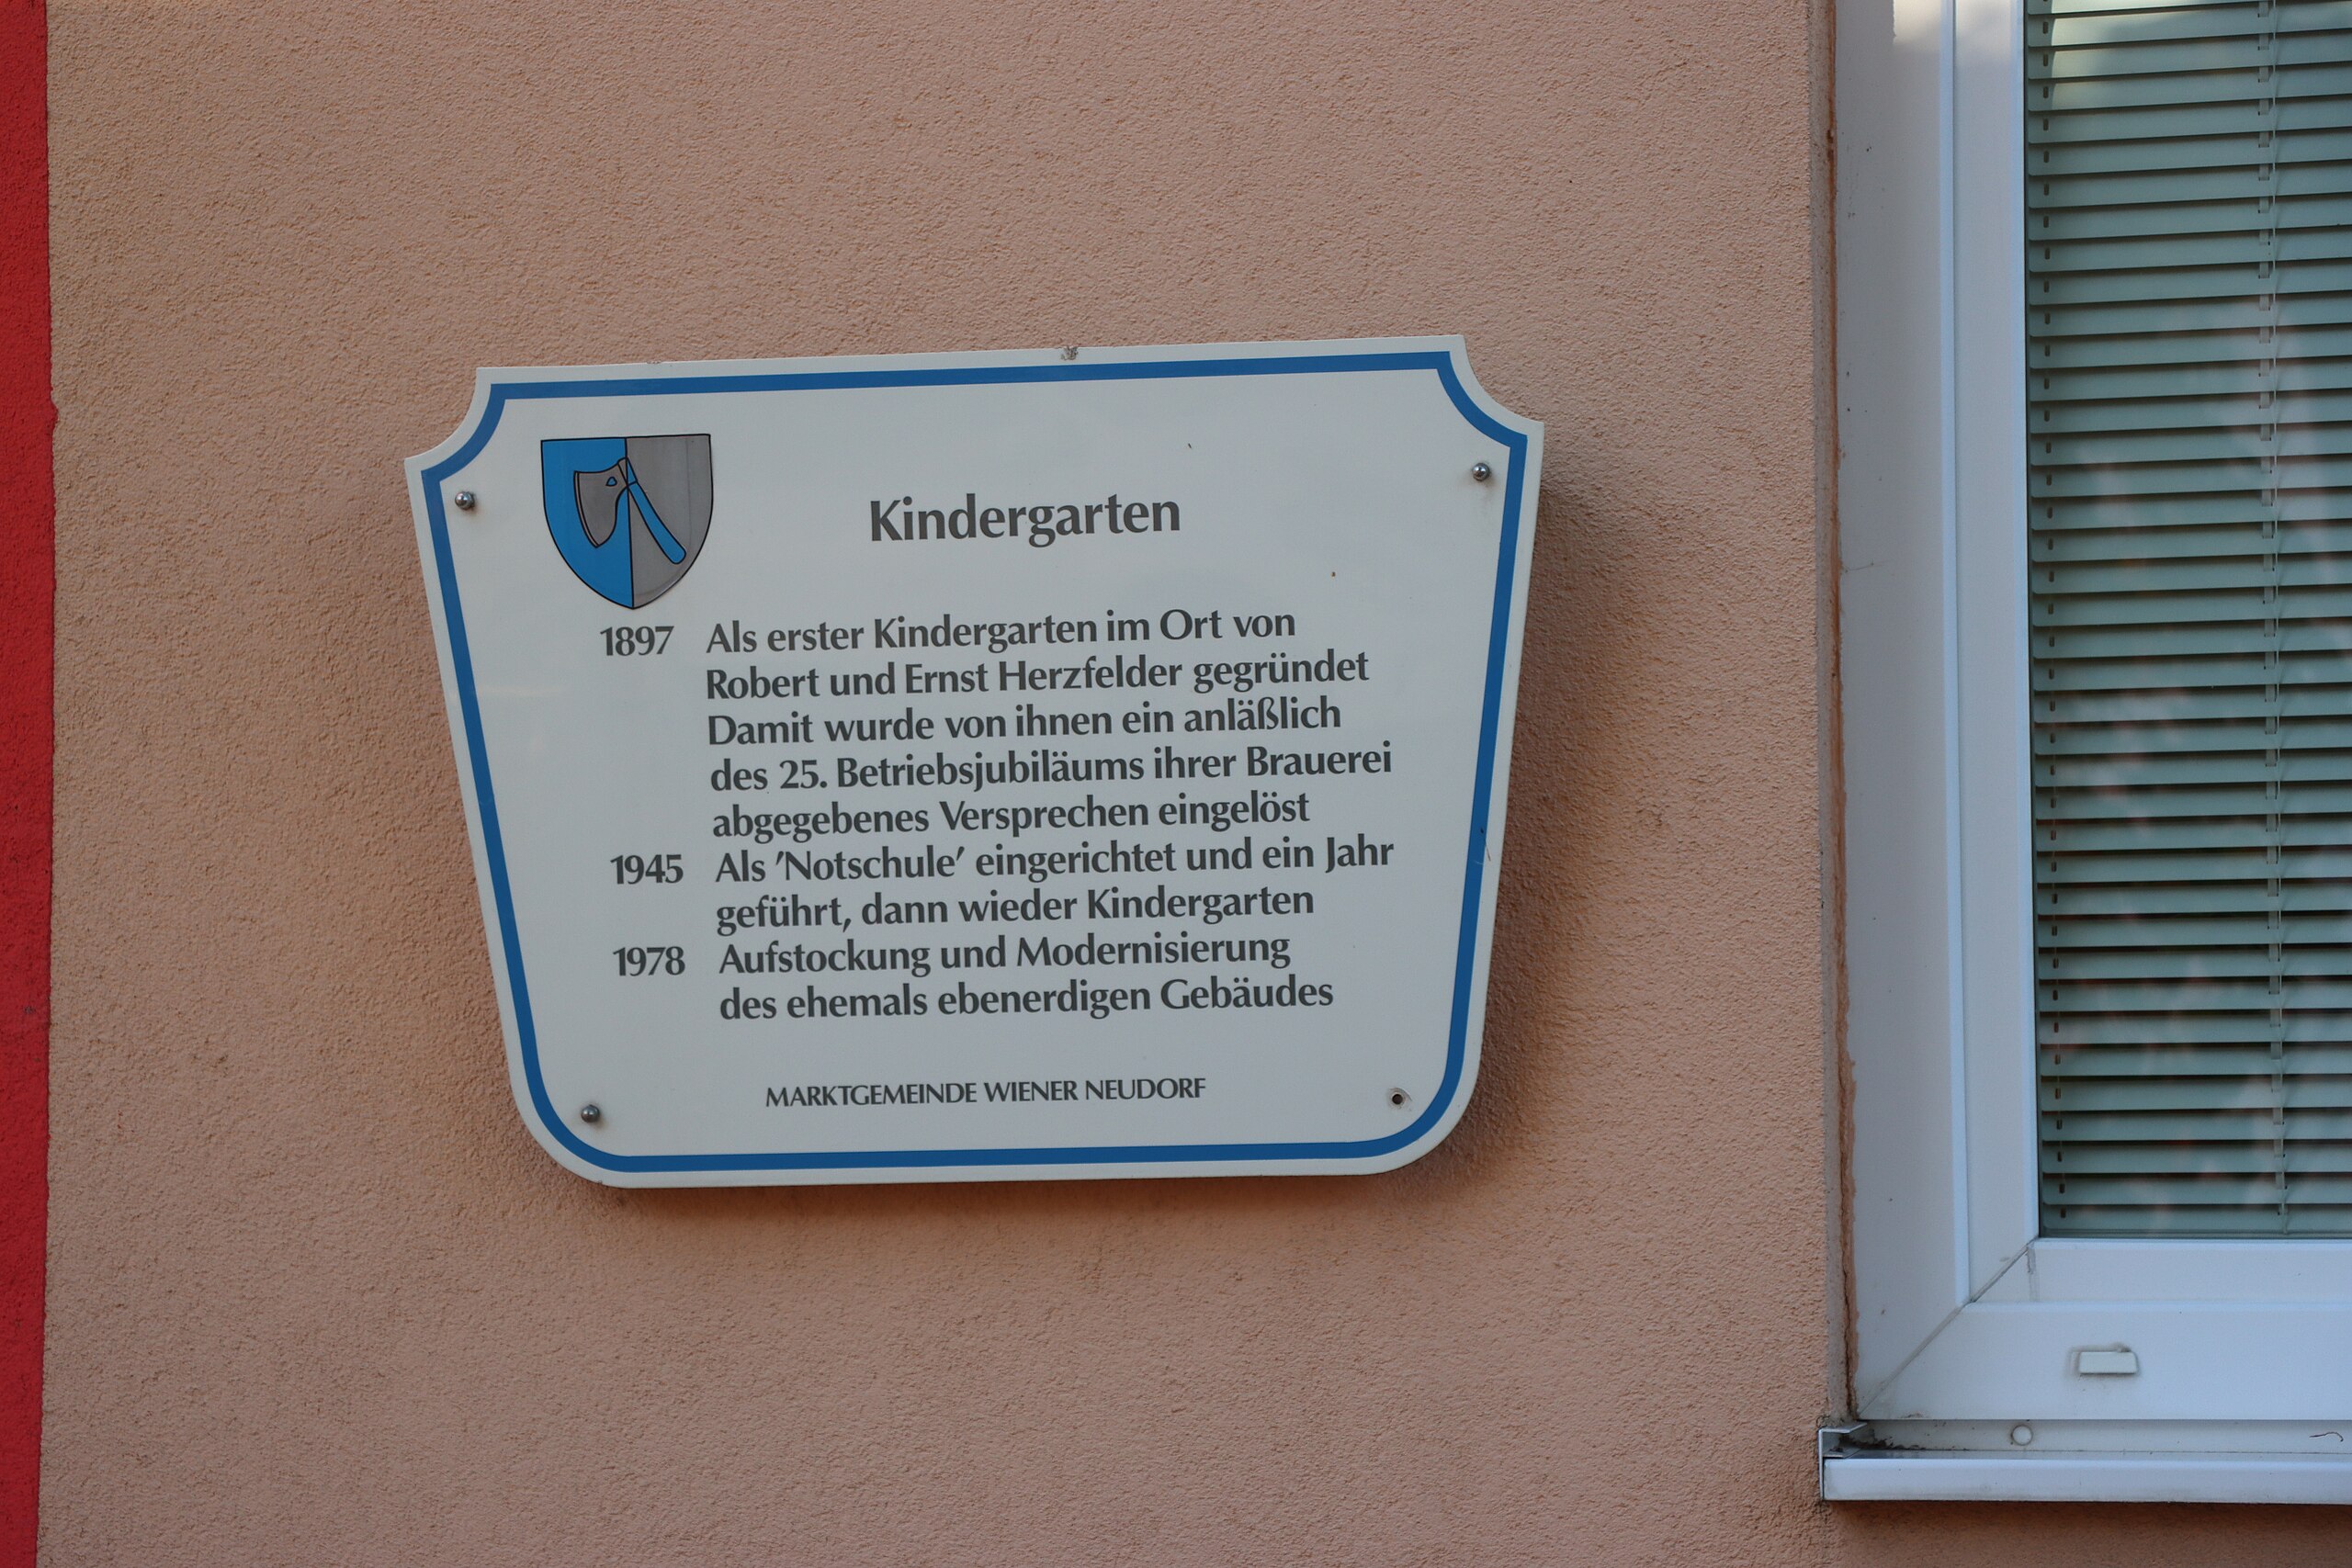 Kindergarten
1897 Als erster Kindergarten im Ort von
Robert und Ernst Herzfelder gegründet
Damit wurde von ihnen ein anläßlich
des 25. Betriebsjubiläums ihrer Brauerei
abgegebenes Versprechen eingelöst
1945 Als 'Notschule' eingerichtet und ein Jahr
geführt, dann wieder Kindergarten
1978 Aufstockung und Modernisierung
des ehemals ebenerdigen Gebäudes
MARKTGEMEINDE WIENER NEUDORF